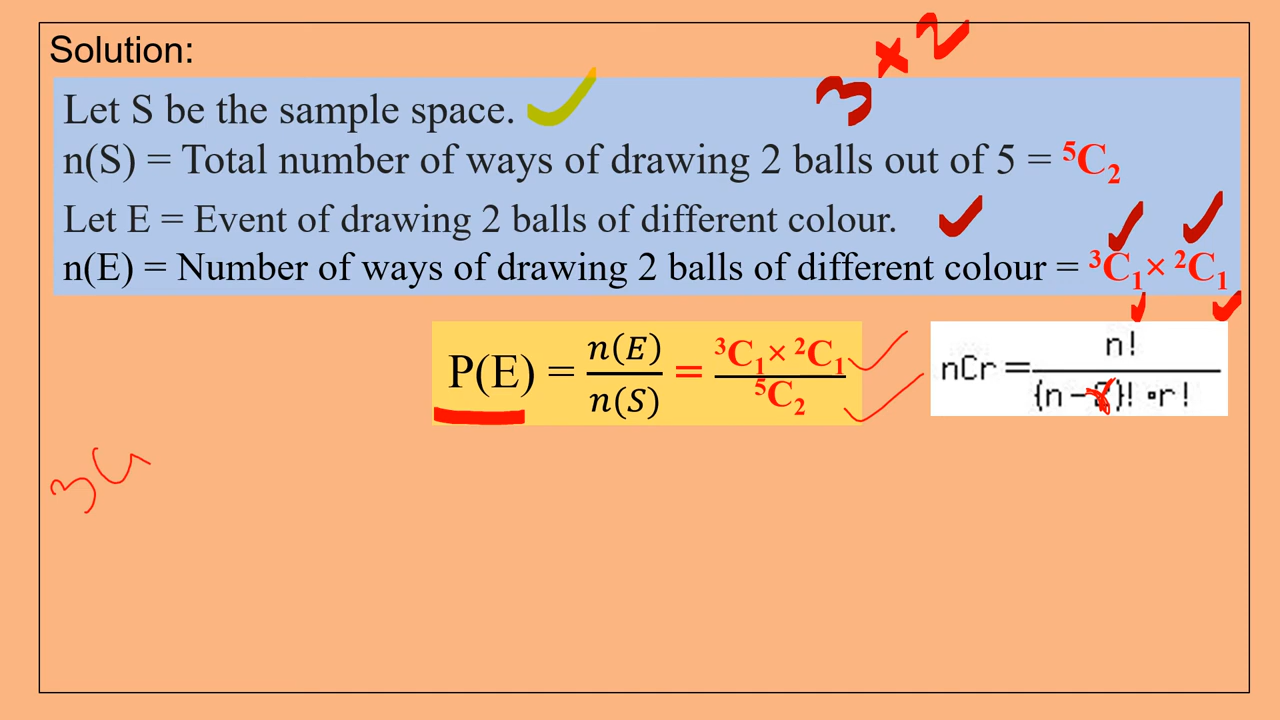 Solution:
3 × 2
Let S be the sample space.
n(S) = Total number of ways of drawing 2 balls out of 5 = ⁵C₂
Let E = Event of drawing 2 balls of different colour.
n(E) = Number of ways of drawing 2 balls of different colour = ³C₁× ²C₁
P(E) = n(E)/n(S) = ³C₁× ²C₁/⁵C₂
nCr = n!/(n-r)! •r!